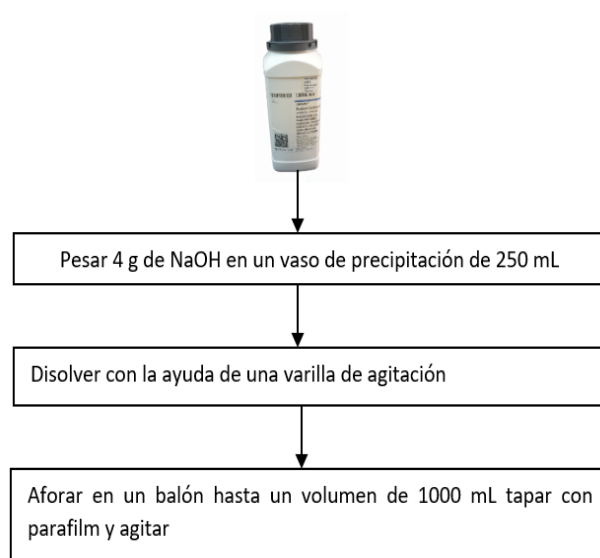 Pesar 4 g de NaOH en un vaso de precipitación de 250 mL
Disolver con la ayuda de una varilla de agitación
Aforar en un balón hasta un volumen de 1000 mL tapar con
parafilm y agitar